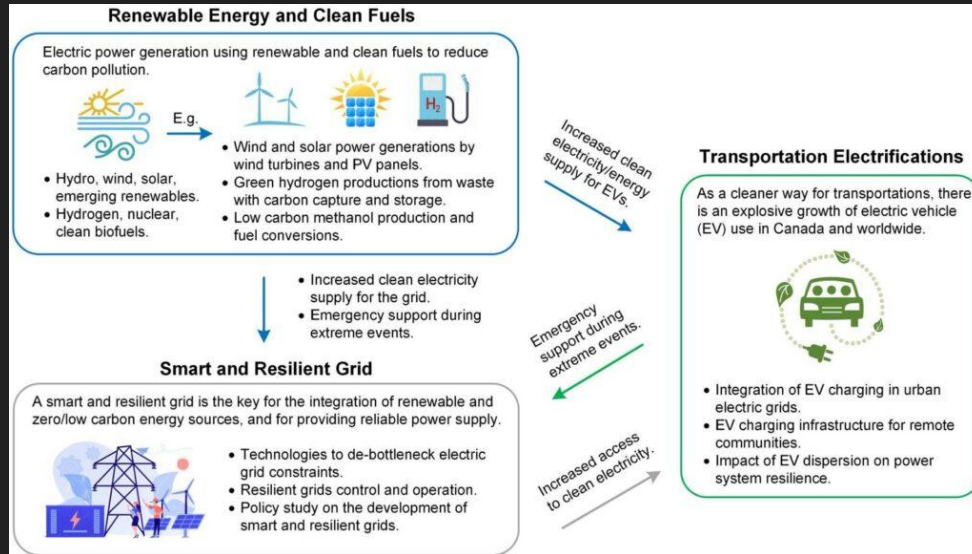 Renewable Energy and Clean Fuels
Electric power generation using renewable and clean fuels to reduce
carbon pollution.
E.g.
H₂
• Hydro, wind, solar,
emerging renewables.
• Hydrogen, nuclear,
clean biofuels.
• Wind and solar power generations by
wind turbines and PV panels.
• Green hydrogen productions from waste
with carbon capture and storage.
• Low carbon methanol production and
fuel conversions.
Increased clean
electricity/energy
supply for EVs.
Transportation Electrifications
As a cleaner way for transportations, there
is an explosive growth of electric vehicle
(EV) use in Canada and worldwide.
• Integration of EV charging in urban
electric grids.
• EV charging infrastructure for remote
communities.
• Impact of EV dispersion on power
system resilience.
• Increased clean electricity
supply for the grid.
• Emergency support during
extreme events.
Emergency
support during
extreme events.
Smart and Resilient Grid
A smart and resilient grid is the key for the integration of renewable and
zero/low carbon energy sources, and for providing reliable power supply.
• Technologies to de-bottleneck electric
grid constraints.
• Resilient grids control and operation.
• Policy study on the development of
smart and resilient grids.
Increased access
to clean electricity.